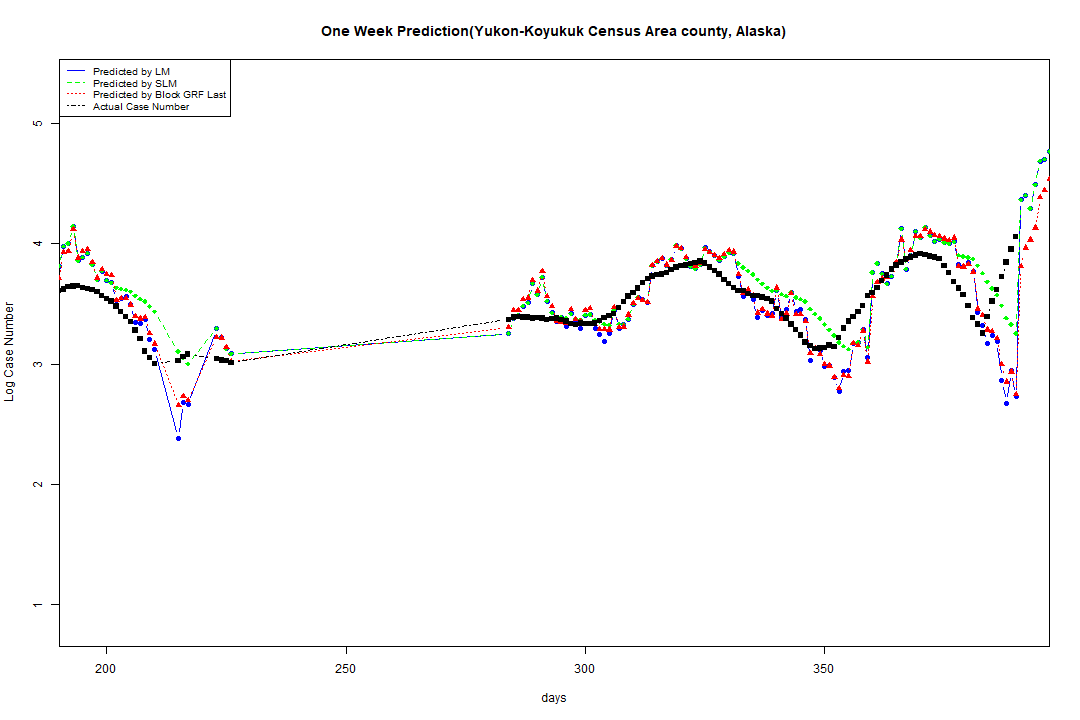 One Week Prediction(Yukon-Koyukuk Census Area county, Alaska)
Predicted by LM
Predicted by SLM
Predicted by Block GRF Last
Actual Case Number
5
4
3
2
1
Log Case Number
200
250
300
350
days